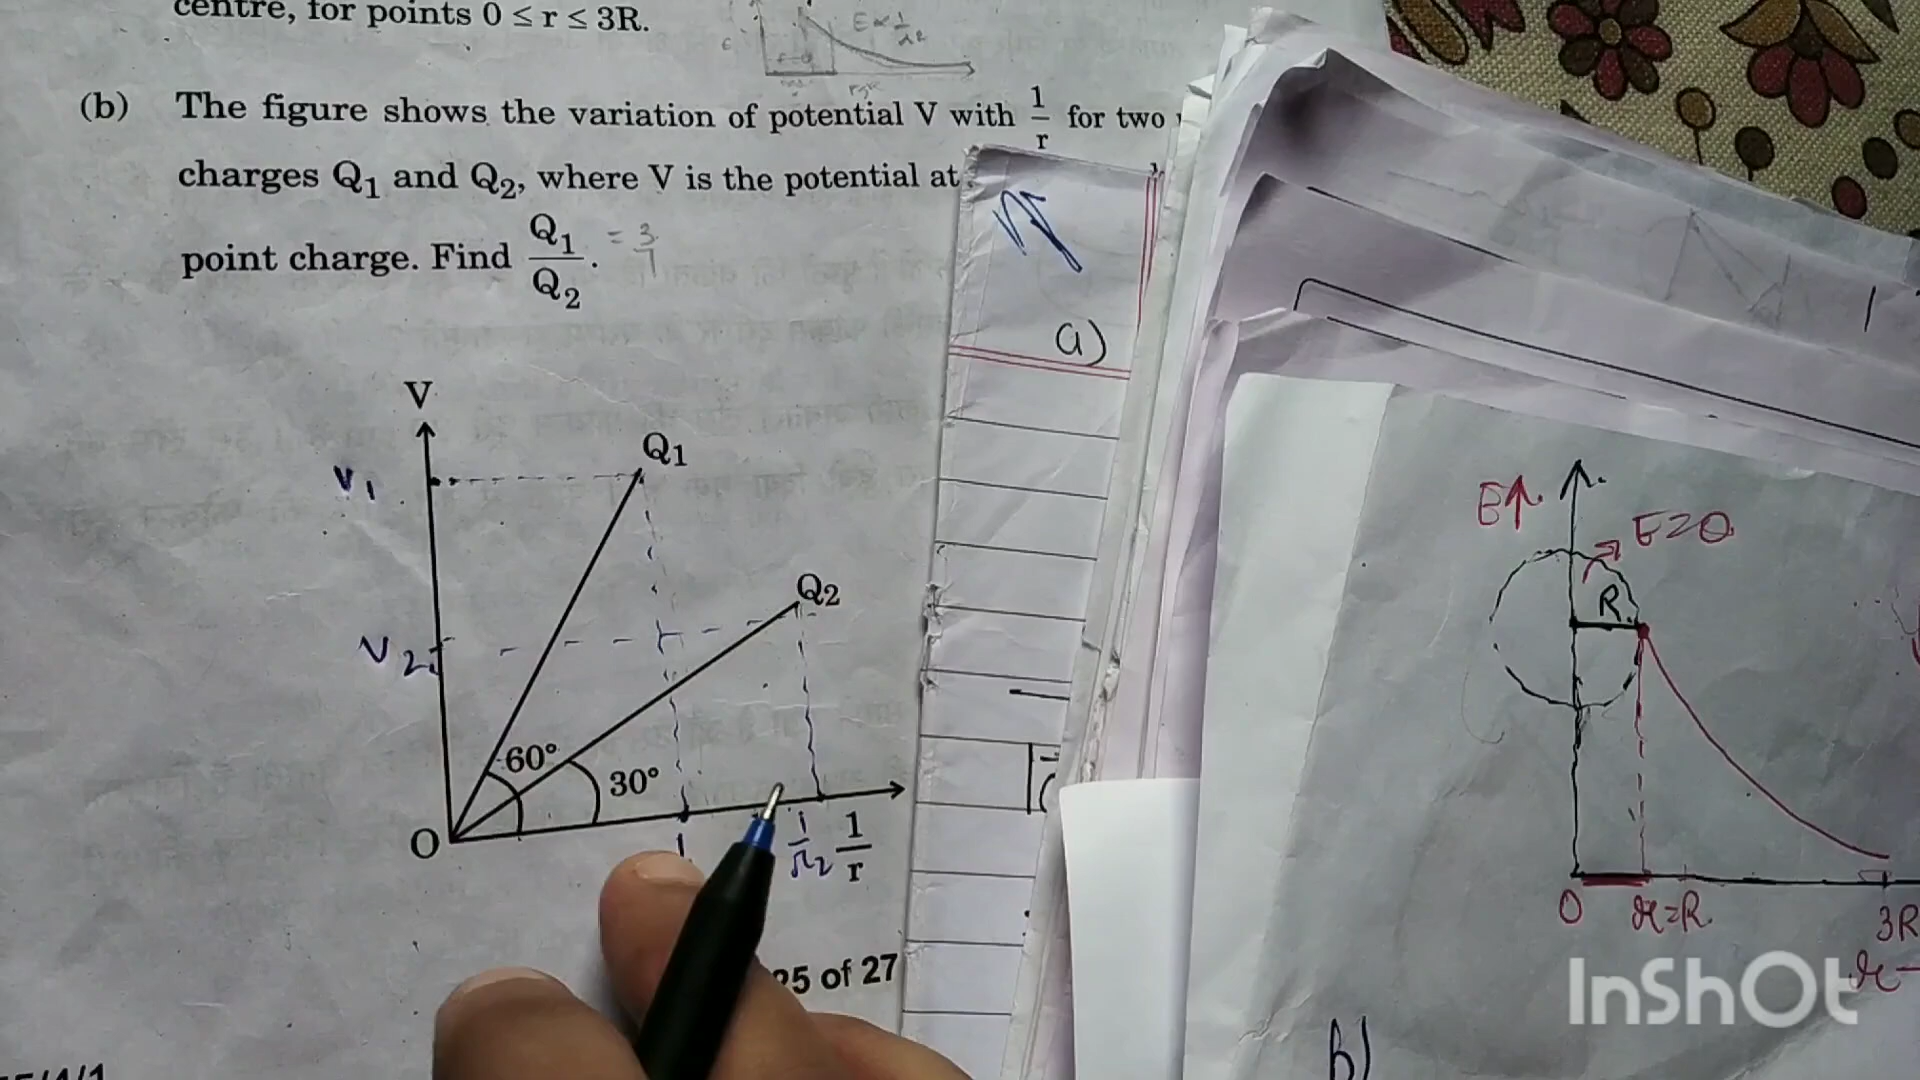 centre, for points 0 ≤ r ≤ 3R.
E ∝ 1/r²
(b) The figure shows the variation of potential V with 1/r for two
charges Q₁ and Q₂, where V is the potential at
point charge. Find Q₁/Q₂. = 3/1
a)
V
Q₁
V₁
E↑
E=0
R
Q₂
V₂
60°
30°
O
1/r₂
1/r
0
r=R
3R
25 of 27
InShOt
b)